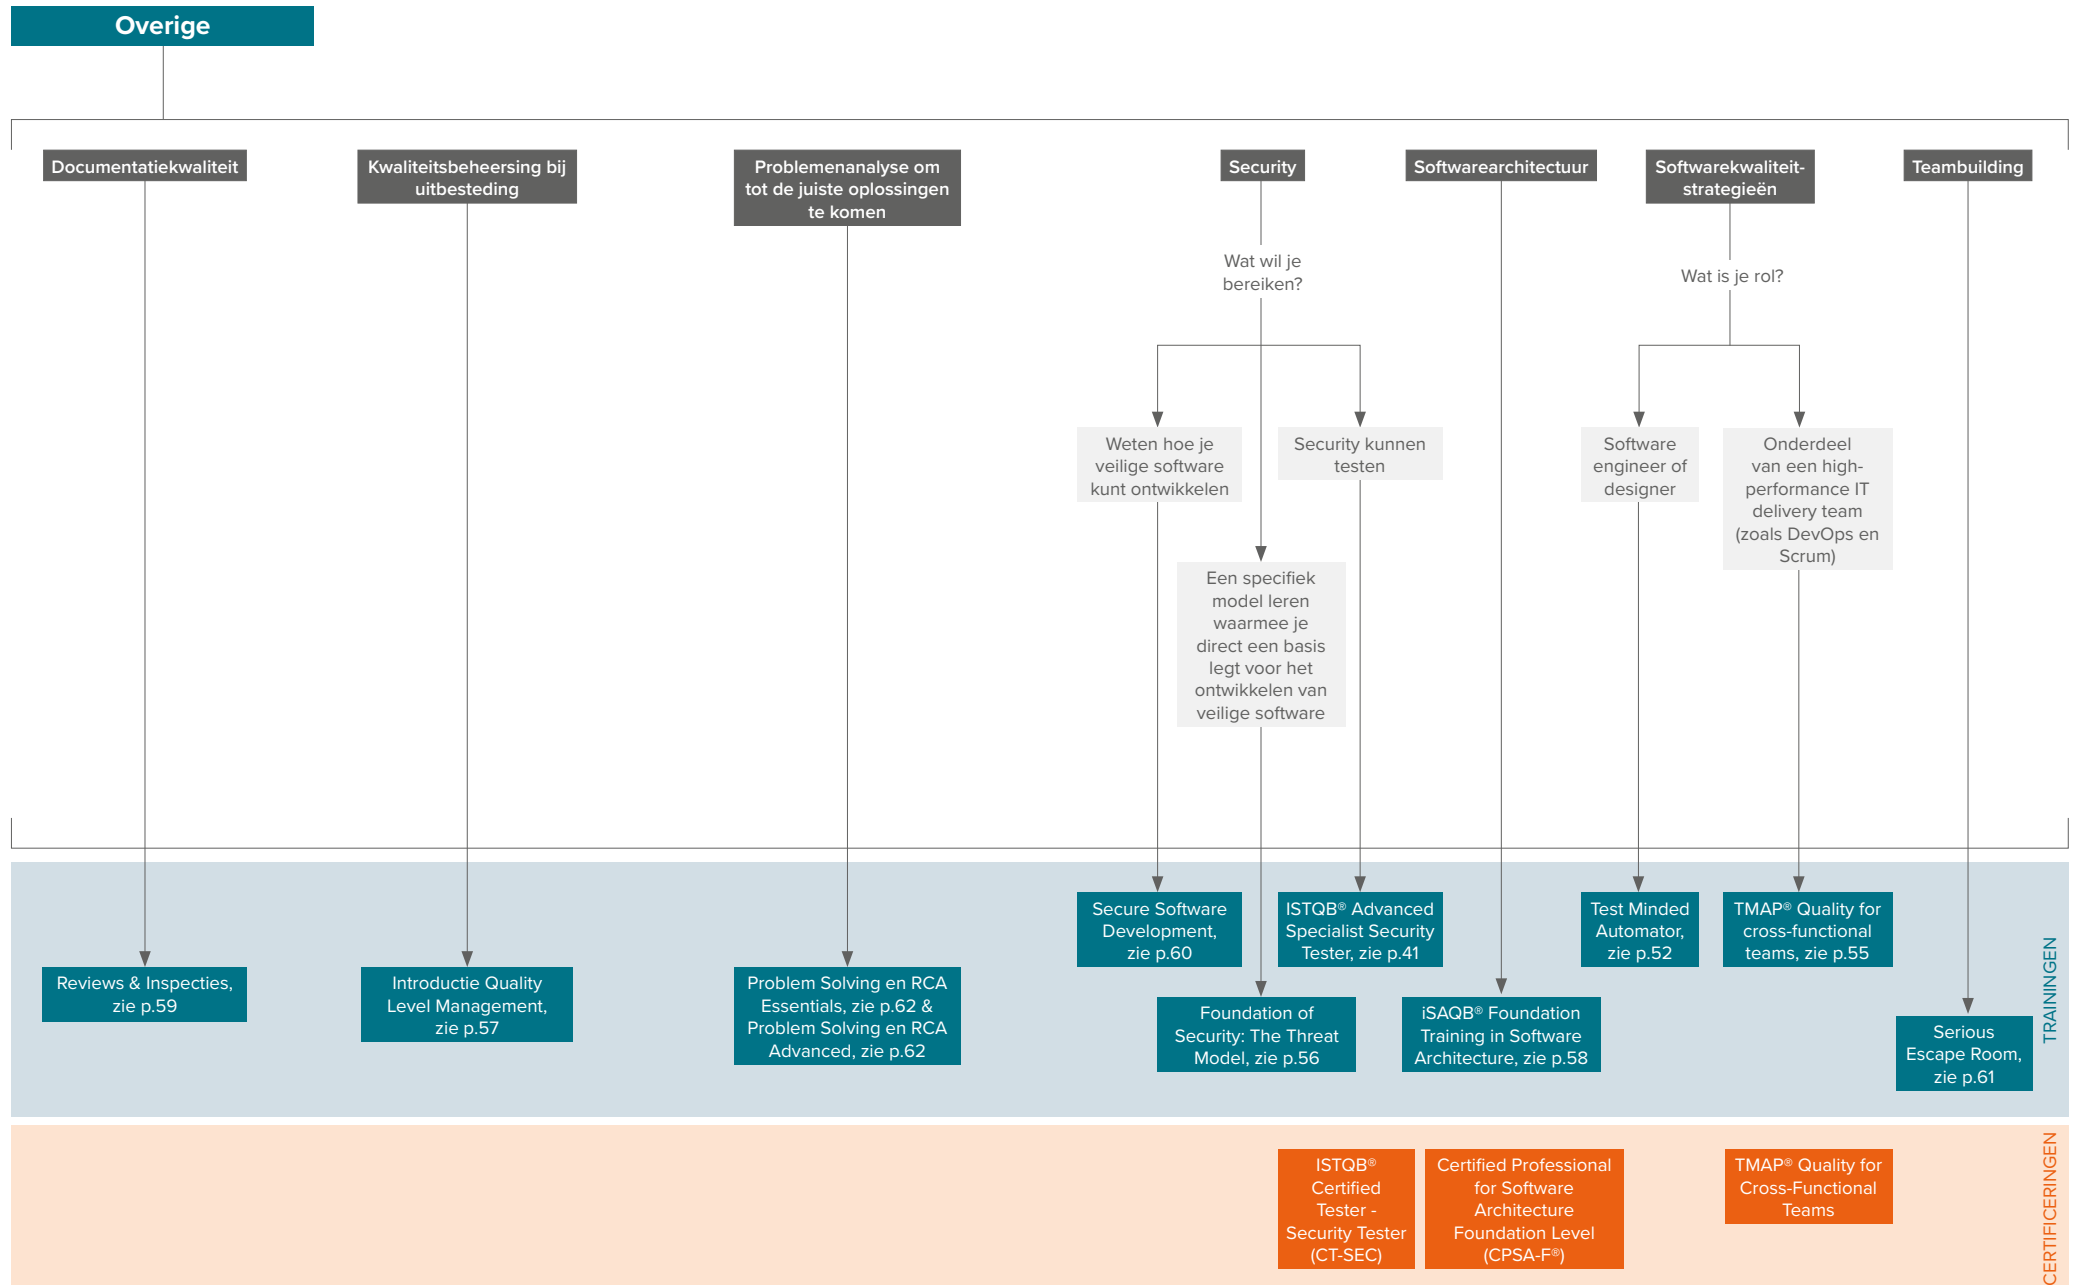 Overige
Documentatiekwaliteit
Kwaliteitsbeheersing bij
uitbesteding
Problemenanalyse om
tot de juiste oplossingen
te komen
Security
Softwarearchitectuur
Softwarekwaliteit-
strategieën
Teambuilding
Wat wil je
bereiken?
Wat is je rol?
Weten hoe je
veilige software
kunt ontwikkelen
Security kunnen
testen
Software
engineer of
designer
Onderdeel
van een high-
performance IT
delivery team
(zoals DevOps en
Scrum)
Een specifiek
model leren
waarmee je
direct een basis
legt voor het
ontwikkelen van
veilige software
Secure Software
Development,
zie p.60
ISTQB® Advanced
Specialist Security
Tester, zie p.41
Test Minded
Automator,
zie p.52
TMAP® Quality for
cross-functional
teams, zie p.55
Reviews & Inspecties,
zie p.59
Introductie Quality
Level Management,
zie p.57
Problem Solving en RCA
Essentials, zie p.62 &
Problem Solving en RCA
Advanced, zie p.62
Foundation of
Security: The Threat
Model, zie p.56
iSAQB® Foundation
Training in Software
Architecture, zie p.58
Serious
Escape Room,
zie p.61
TRAININGEN
ISTQB®
Certified
Tester -
Security Tester
(CT-SEC)
Certified Professional
for Software
Architecture
Foundation Level
(CPSA-F®)
TMAP® Quality for
Cross-Functional
Teams
CERTIFICERINGEN